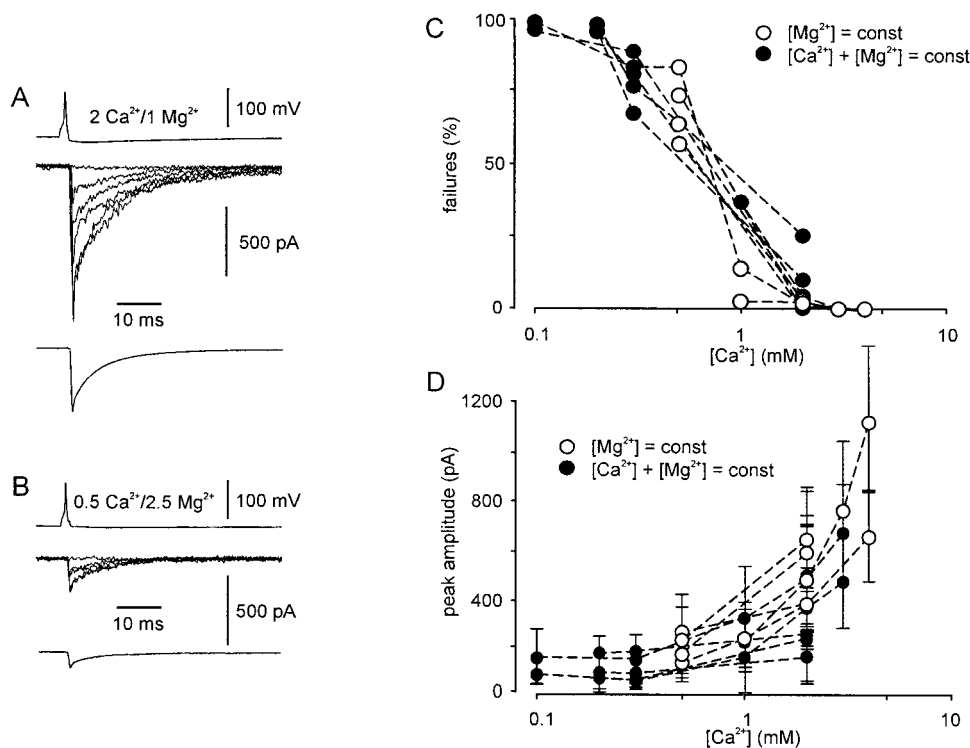 A
2 Ca²⁺/1 Mg²⁺
100 mV
500 pA
10 ms
B
0.5 Ca²⁺/2.5 Mg²⁺
100 mV
10 ms
500 pA
C
[Mg²⁺] = const
[Ca²⁺] + [Mg²⁺] = const
failures (%)
100
50
0
0.1
1
10
[Ca²⁺] (mM)
D
[Mg²⁺] = const
[Ca²⁺] + [Mg²⁺] = const
peak amplitude (pA)
1200
800
400
0
0.1
1
10
[Ca²⁺] (mM)